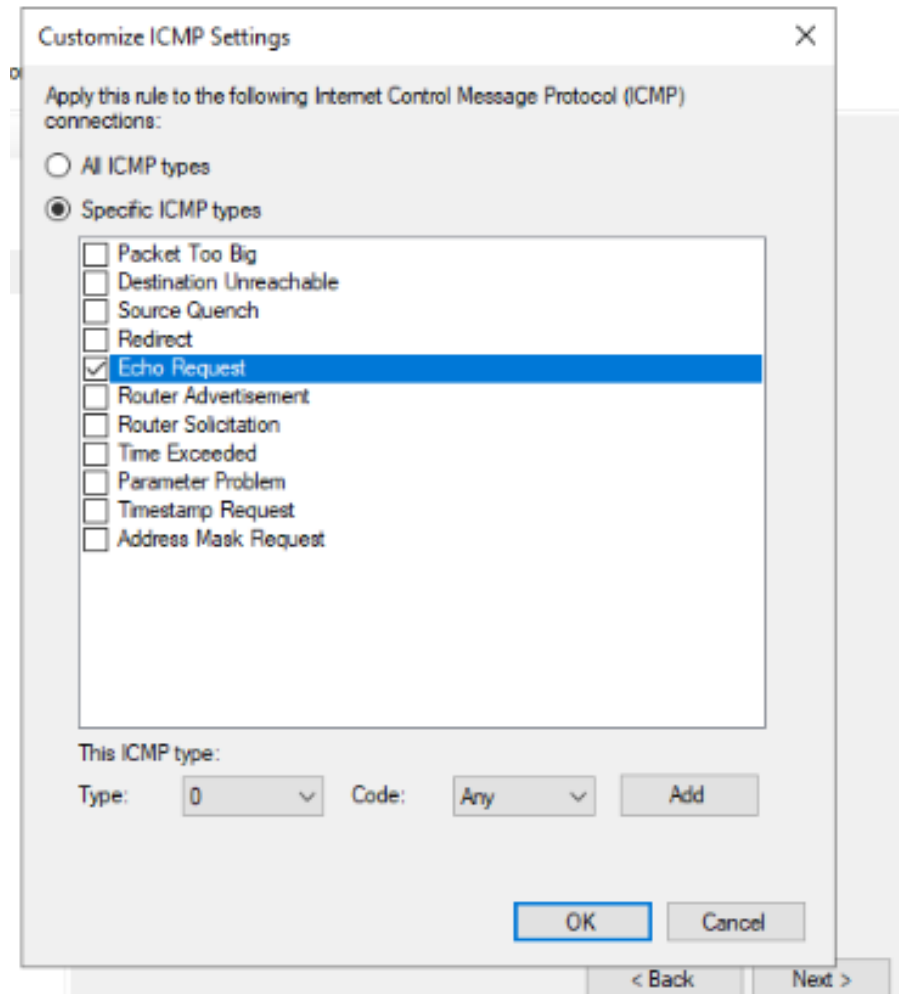 Customize ICMP Settings
Apply this rule to the following Internet Control Message Protocol (ICMP)
connections:
All ICMP types
Specific ICMP types
Packet Too Big
Destination Unreachable
Source Quench
Redirect
Echo Request
Router Advertisement
Router Solicitation
Time Exceeded
Parameter Problem
Timestamp Request
Address Mask Request
This ICMP type:
Type: 0 Code: Any Add
OK Cancel
< Back Next >